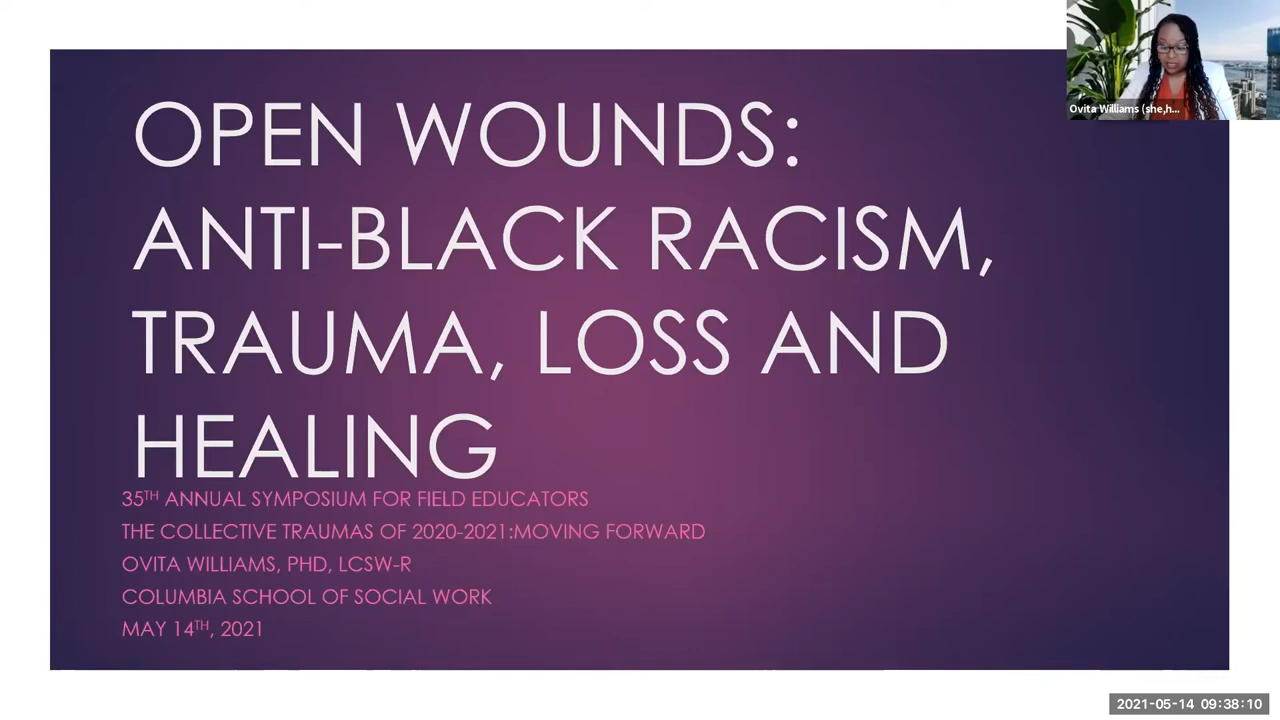 OPEN WOUNDS:
ANTI-BLACK RACISM,
TRAUMA, LOSS AND
HEALING
35TH ANNUAL SYMPOSIUM FOR FIELD EDUCATORS
THE COLLECTIVE TRAUMAS OF 2020-2021:MOVING FORWARD
OVITA WILLIAMS, PHD, LCSW-R
COLUMBIA SCHOOL OF SOCIAL WORK
MAY 14TH, 2021
Ovita Williams (she,h...
2021-05-14 09:38:10